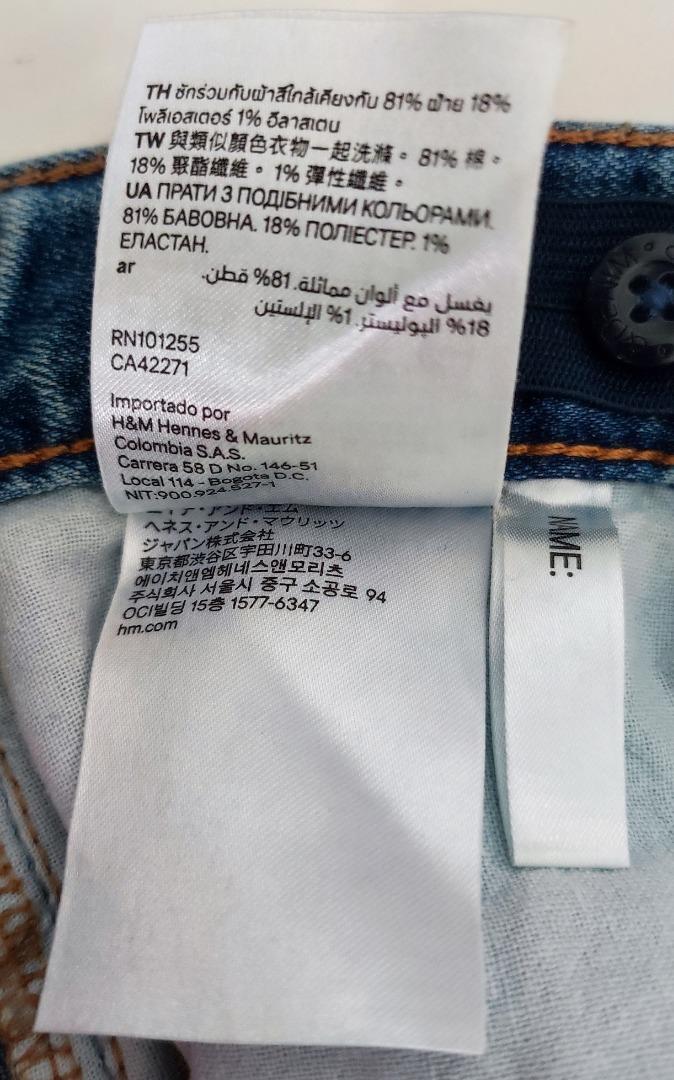 TH ซักร่วมกับผ้าสีใกล้เคียงกับ 81% ฝ้าย 18%
โพลีเอสเตอร์ 1% อีลาสเตน
TW 與類似顏色衣物一起洗滌。81% 棉。
18% 聚酯纖維。1% 彈性纖維。
UA ПРАТИ З ПОДІБНИМИ КОЛЬОРАМИ.
81% БАВОВНА. 18% ПОЛІЕСТЕР. 1%
ЕЛАСТАН.
ar
يغسل مع ألوان مماثلة. 81% قطن.
18% البوليستر. 1% الإلستين
RN101255
CA42271
Importado por
H&M Hennes & Mauritz
Colombia S.A.S.
Carrera 58 D No. 146-51
Local 114 - Bogota D.C.
NIT:900.924.527-1
ヘネス・アンド・マウリッツ
ジャパン株式会社
東京都渋谷区宇田川町33-6
에이치앤엠헤네스앤모리츠
주식회사 서울시 중구 소공로 94
OCI빌딩 15층 1577-6347
hm.com